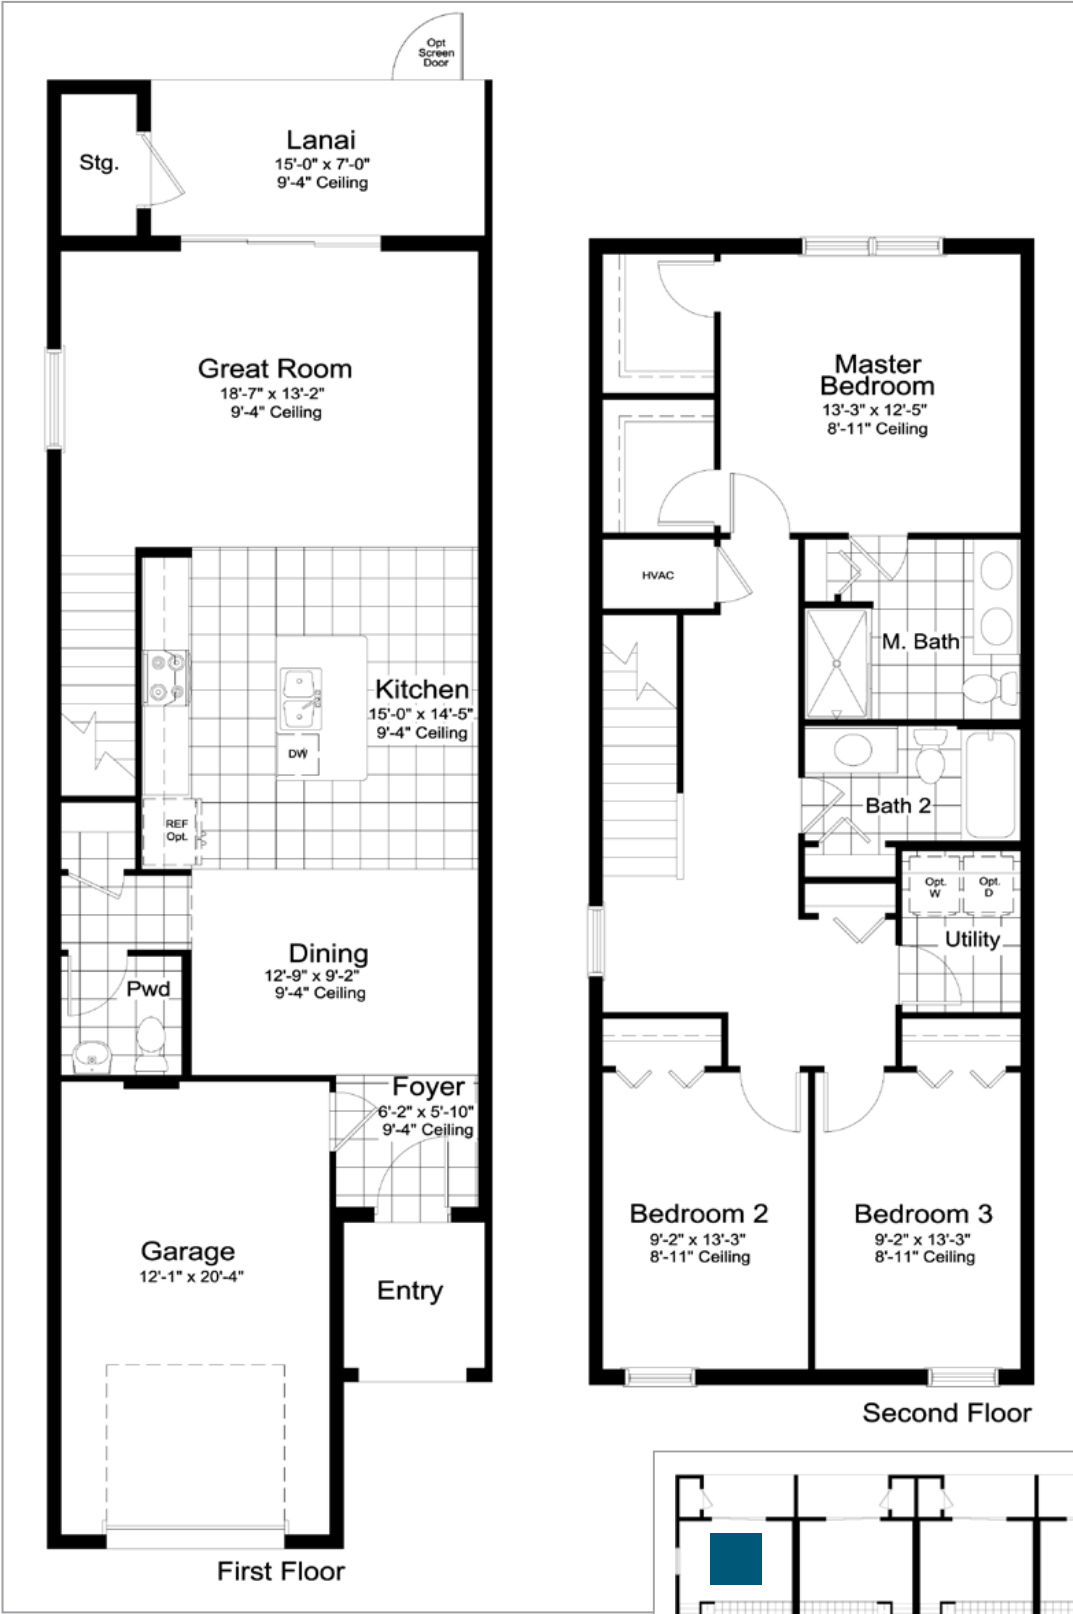 Opt
Screen
Door
Lanai
15'-0" x 7'-0"
9'-4" Ceiling
Stg.
Great Room
18'-7" x 13'-2"
9'-4" Ceiling
Kitchen
15'-0" x 14'-5"
9'-4" Ceiling
DW
REF
Opt.
Dining
12'-9" x 9'-2"
9'-4" Ceiling
Pwd
Foyer
6'-2" x 5'-10"
9'-4" Ceiling
Garage
12'-1" x 20'-4"
Entry
First Floor
Master
Bedroom
13'-3" x 12'-5"
8'-11" Ceiling
HVAC
M. Bath
Bath 2
Opt.
W
Opt.
D
Utility
Bedroom 2
9'-2" x 13'-3"
8'-11" Ceiling
Bedroom 3
9'-2" x 13'-3"
8'-11" Ceiling
Second Floor